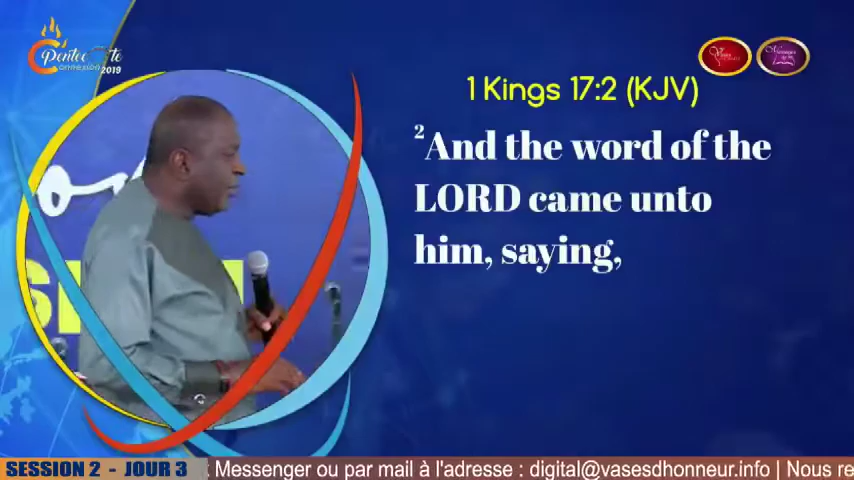 Pentecôte
Connexion 2019
1 Kings 17:2 (KJV)
2And the word of the
LORD came unto
him, saying,
SESSION 2 - JOUR 3
Messenger ou par mail à l'adresse : digital@vasesdhonneur.info | Nous re